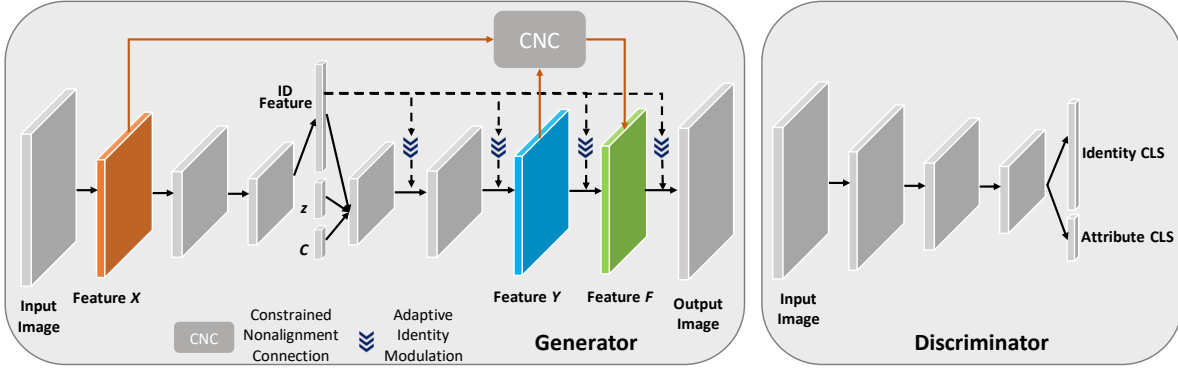 CNC
ID
Feature
z
C
Input
Image
Feature X
Feature Y
Feature F
Output
Image
CNC
Constrained
Nonalignment
Connection
Adaptive
Identity
Modulation
Generator
Identity CLS
Attribute CLS
Input
Image
Discriminator